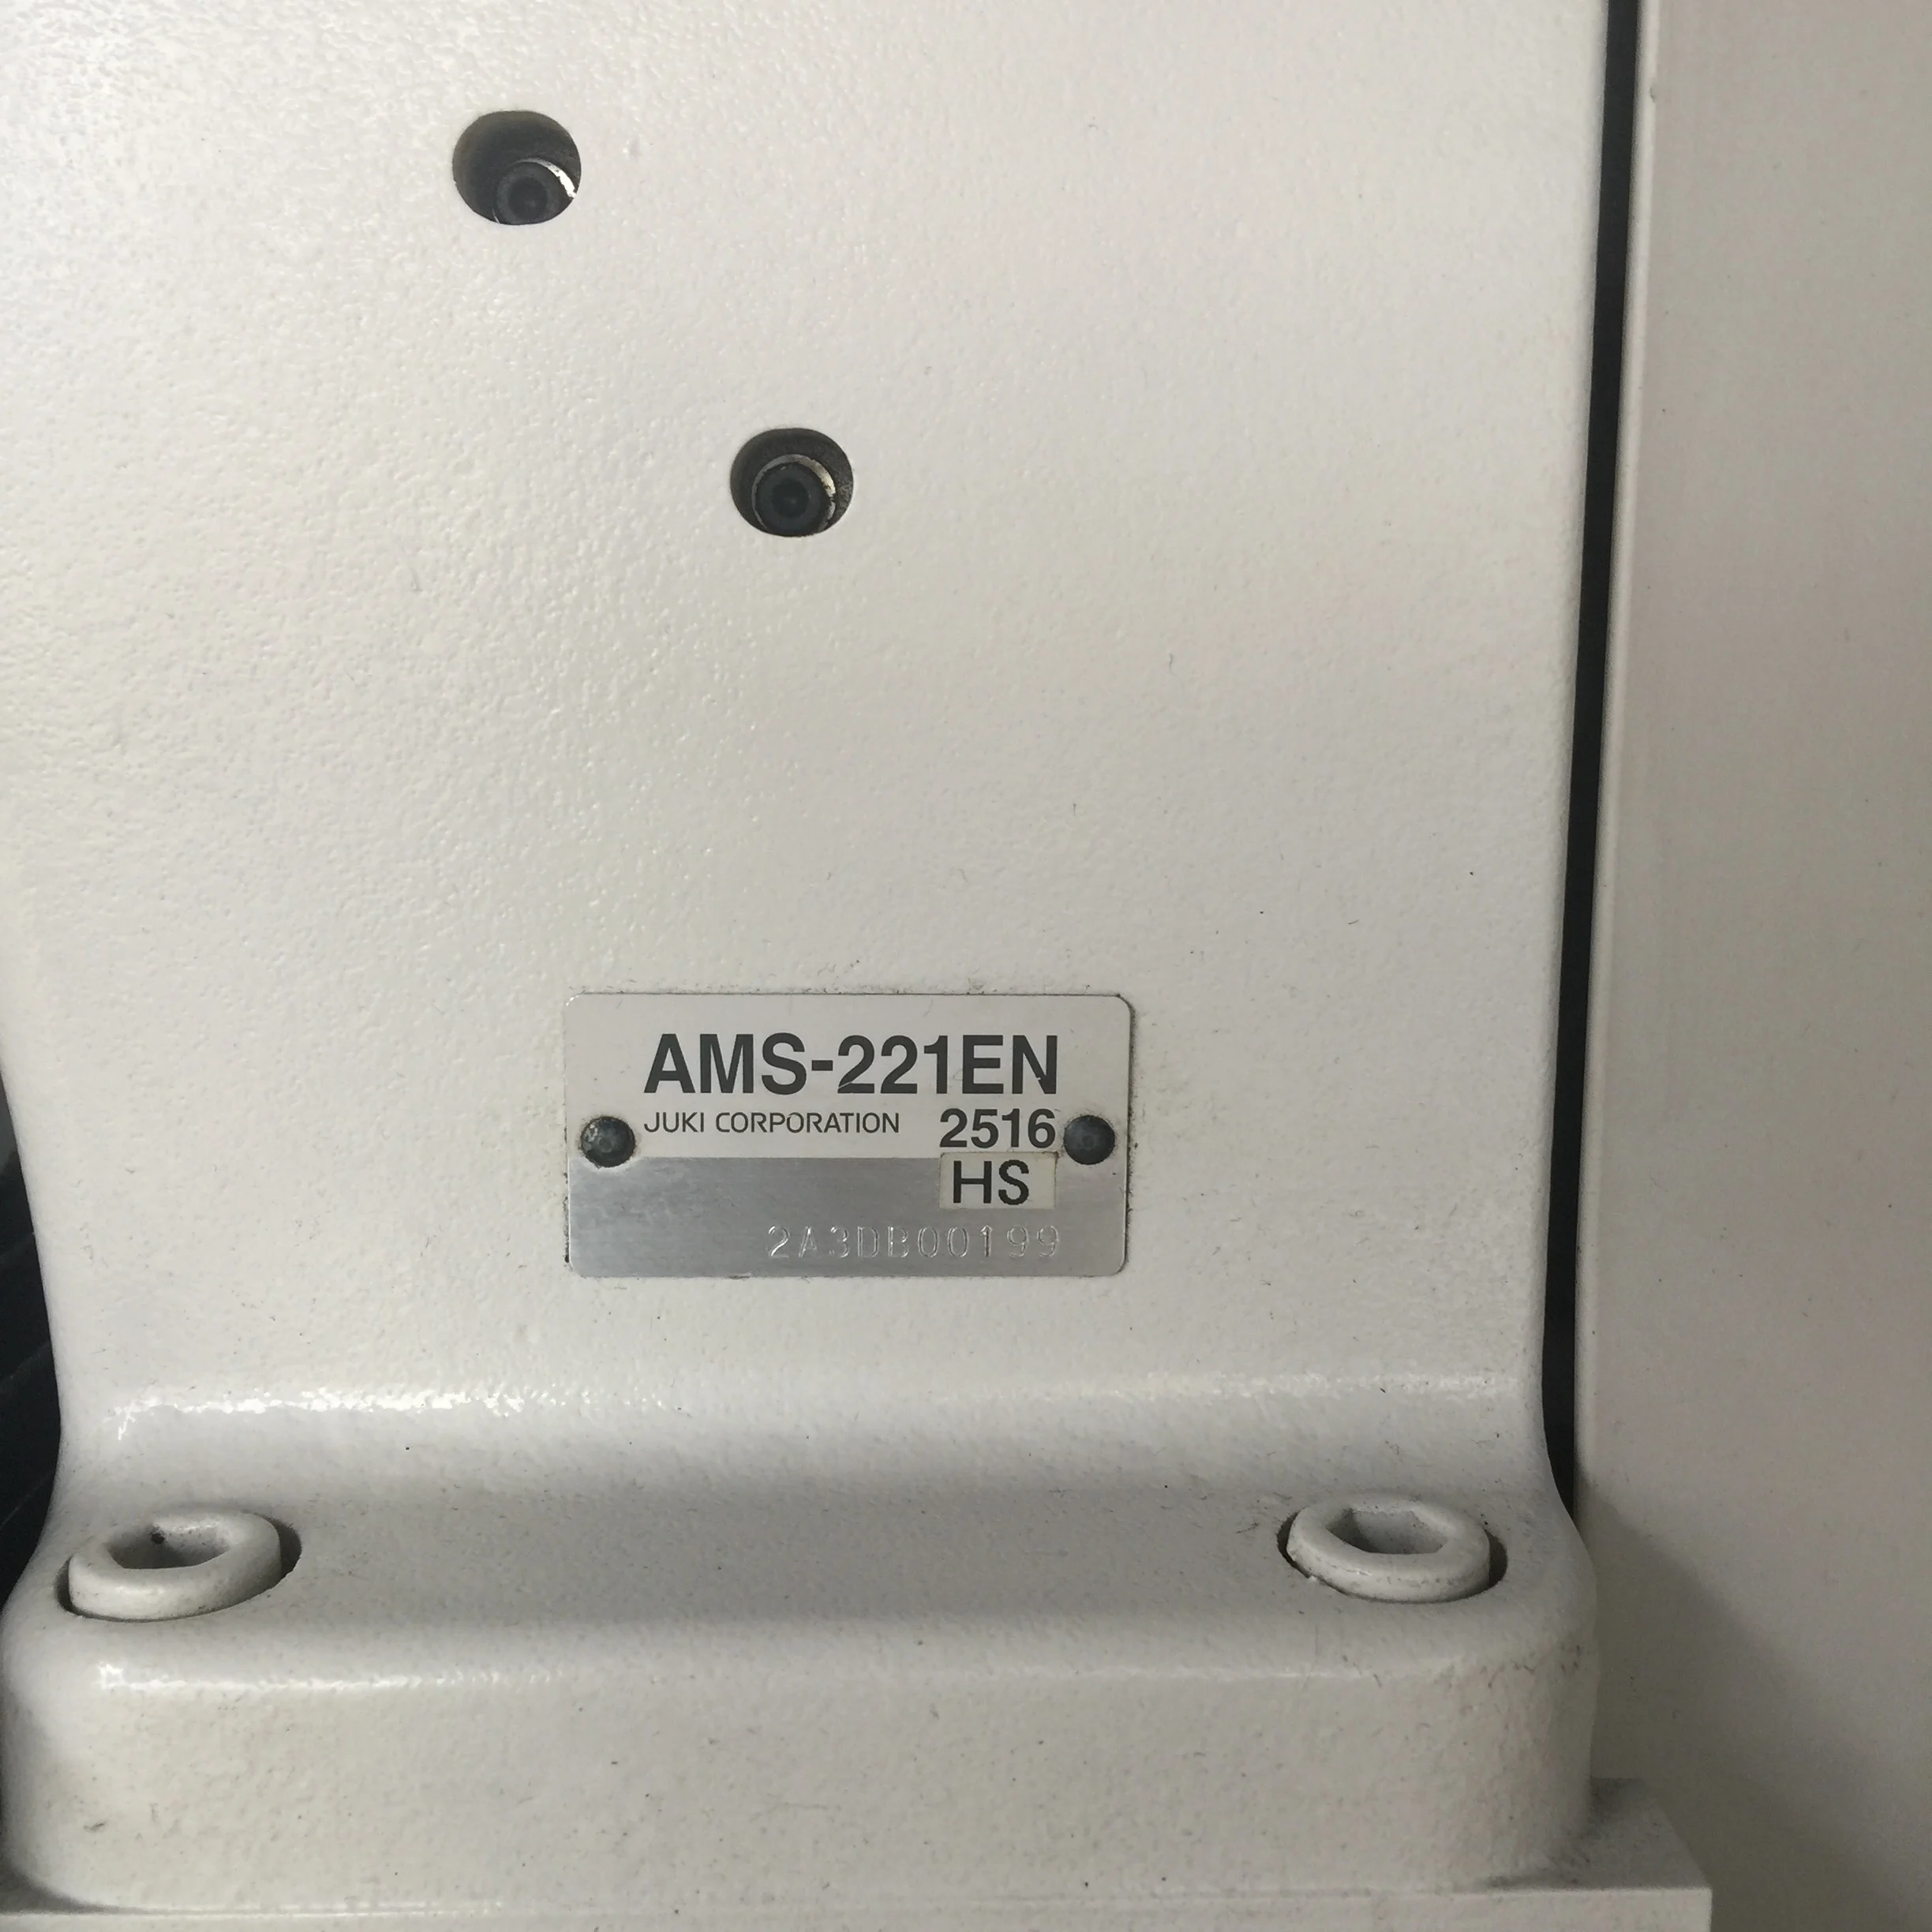 AMS-221EN
JUKI CORPORATION 2516
HS
2A3DB00199